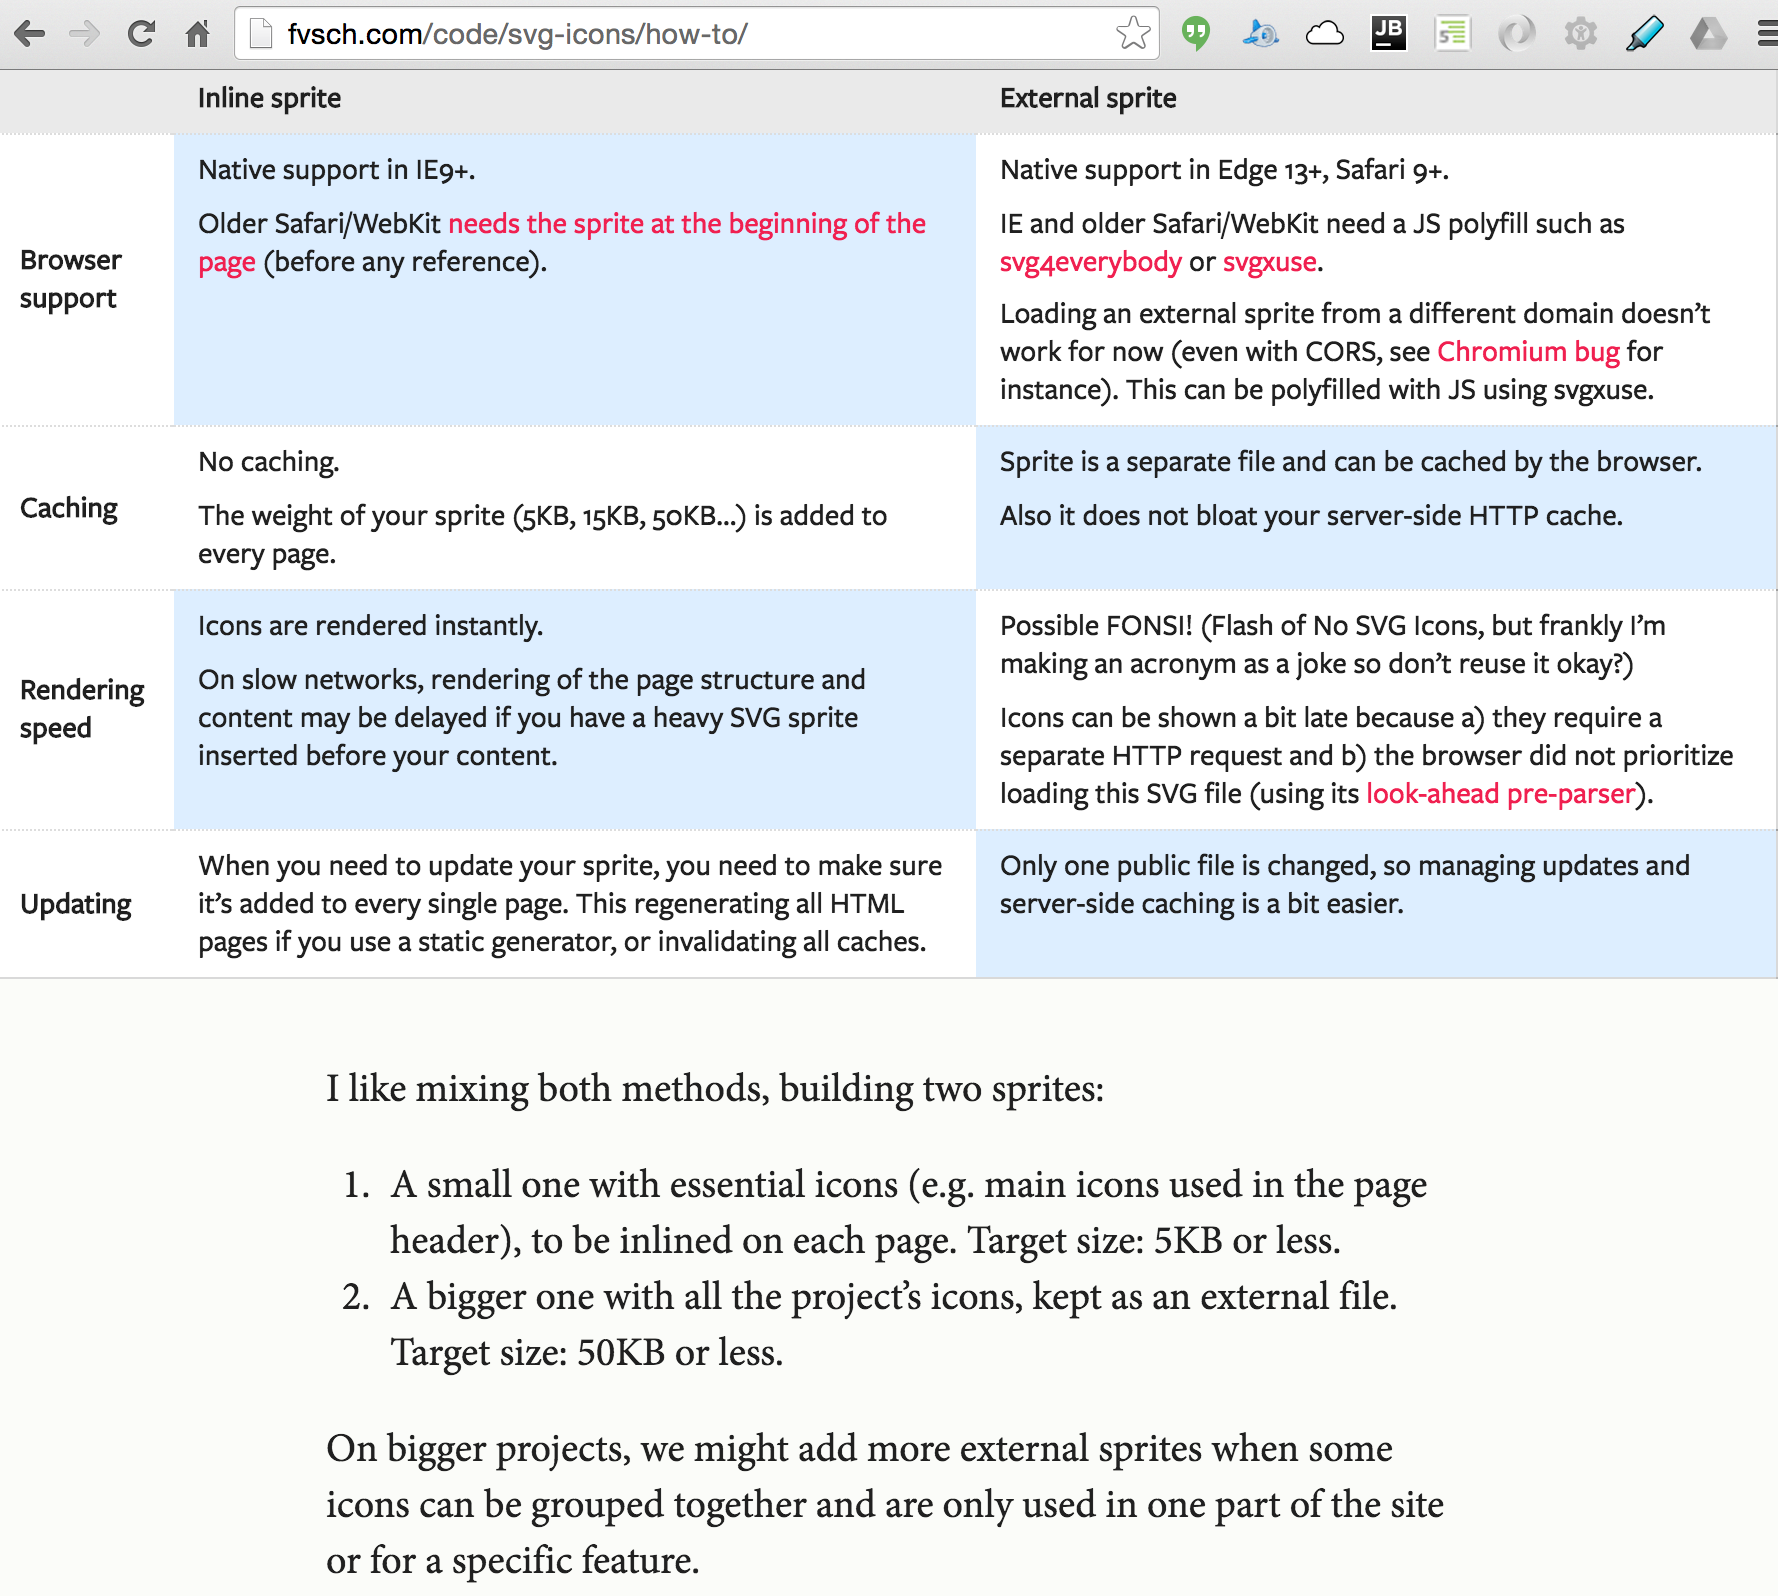 fvsch.com/code/svg-icons/how-to/
JB
Inline sprite
External sprite
Browser
support
Native support in IE9+.
Older Safari/WebKit needs the sprite at the beginning of the
page (before any reference).
Native support in Edge 13+, Safari 9+.
IE and older Safari/WebKit need a JS polyfill such as
svg4everybody or svgxuse.
Loading an external sprite from a different domain doesn’t
work for now (even with CORS, see Chromium bug for
instance). This can be polyfilled with JS using svgxuse.
Caching
No caching.
The weight of your sprite (5KB, 15KB, 50KB...) is added to
every page.
Sprite is a separate file and can be cached by the browser.
Also it does not bloat your server-side HTTP cache.
Rendering
speed
Icons are rendered instantly.
On slow networks, rendering of the page structure and
content may be delayed if you have a heavy SVG sprite
inserted before your content.
Possible FONSI! (Flash of No SVG Icons, but frankly I’m
making an acronym as a joke so don’t reuse it okay?)
Icons can be shown a bit late because a) they require a
separate HTTP request and b) the browser did not prioritize
loading this SVG file (using its look-ahead pre-parser).
Updating
When you need to update your sprite, you need to make sure
it’s added to every single page. This regenerating all HTML
pages if you use a static generator, or invalidating all caches.
Only one public file is changed, so managing updates and
server-side caching is a bit easier.
I like mixing both methods, building two sprites:
1. A small one with essential icons (e.g. main icons used in the page
header), to be inlined on each page. Target size: 5KB or less.
2. A bigger one with all the project’s icons, kept as an external file.
Target size: 50KB or less.
On bigger projects, we might add more external sprites when some
icons can be grouped together and are only used in one part of the site
or for a specific feature.